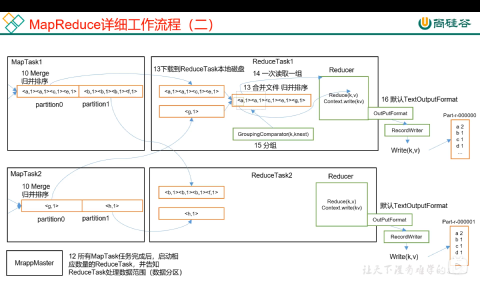 MapReduce详细工作流程（二）
尚硅谷
MapTask1
10 Merge
归并排序
<a,1><a,1><c,1><e,1>
<b,1><b,1><b,1><f,1>
partition0
partition1
ReduceTask1
13下载到ReduceTask本地磁盘
14 一次读取一组
<a,1><a,1><c,1><e,1>
<g,1>
13 合并文件 归并排序
<a,1><a,1><c,1><e,1><g,1>
GroupingComparator(k,knext)
15 分组
Reducer
Reduce(k,v)
Context.write(kv)
16 默认TextOutputFormat
OutPutFormat
RecordWriter
Write(k,v)
Part-r-000000
a 2
b 1
c 1
d 1
...
MapTask2
10 Merge
归并排序
<g,1>
<h,1>
partition0
partition1
ReduceTask2
<b,1><b,1><b,1><f,1>
<h,1>
Reducer
Reduce(k,v)
Context.write(kv)
默认TextOutputFormat
OutPutFormat
RecordWriter
Write(k,v)
Part-r-000001
a 2
b 1
c 1
d 1
MrappMaster
12 所有MapTask任务完成后，启动相
应数量的ReduceTask，并告知
ReduceTask处理数据范围（数据分区）